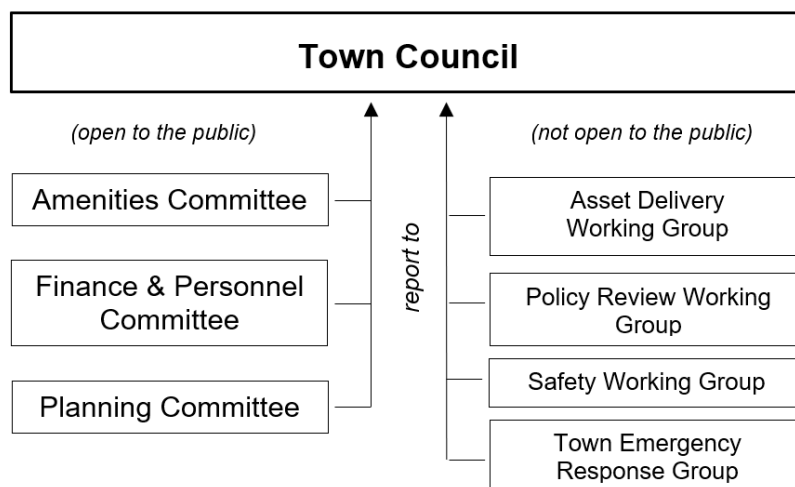 Town Council
(open to the public)
Amenities Committee
Finance & Personnel
Committee
Planning Committee
report to
(not open to the public)
Asset Delivery
Working Group
Policy Review Working
Group
Safety Working Group
Town Emergency
Response Group